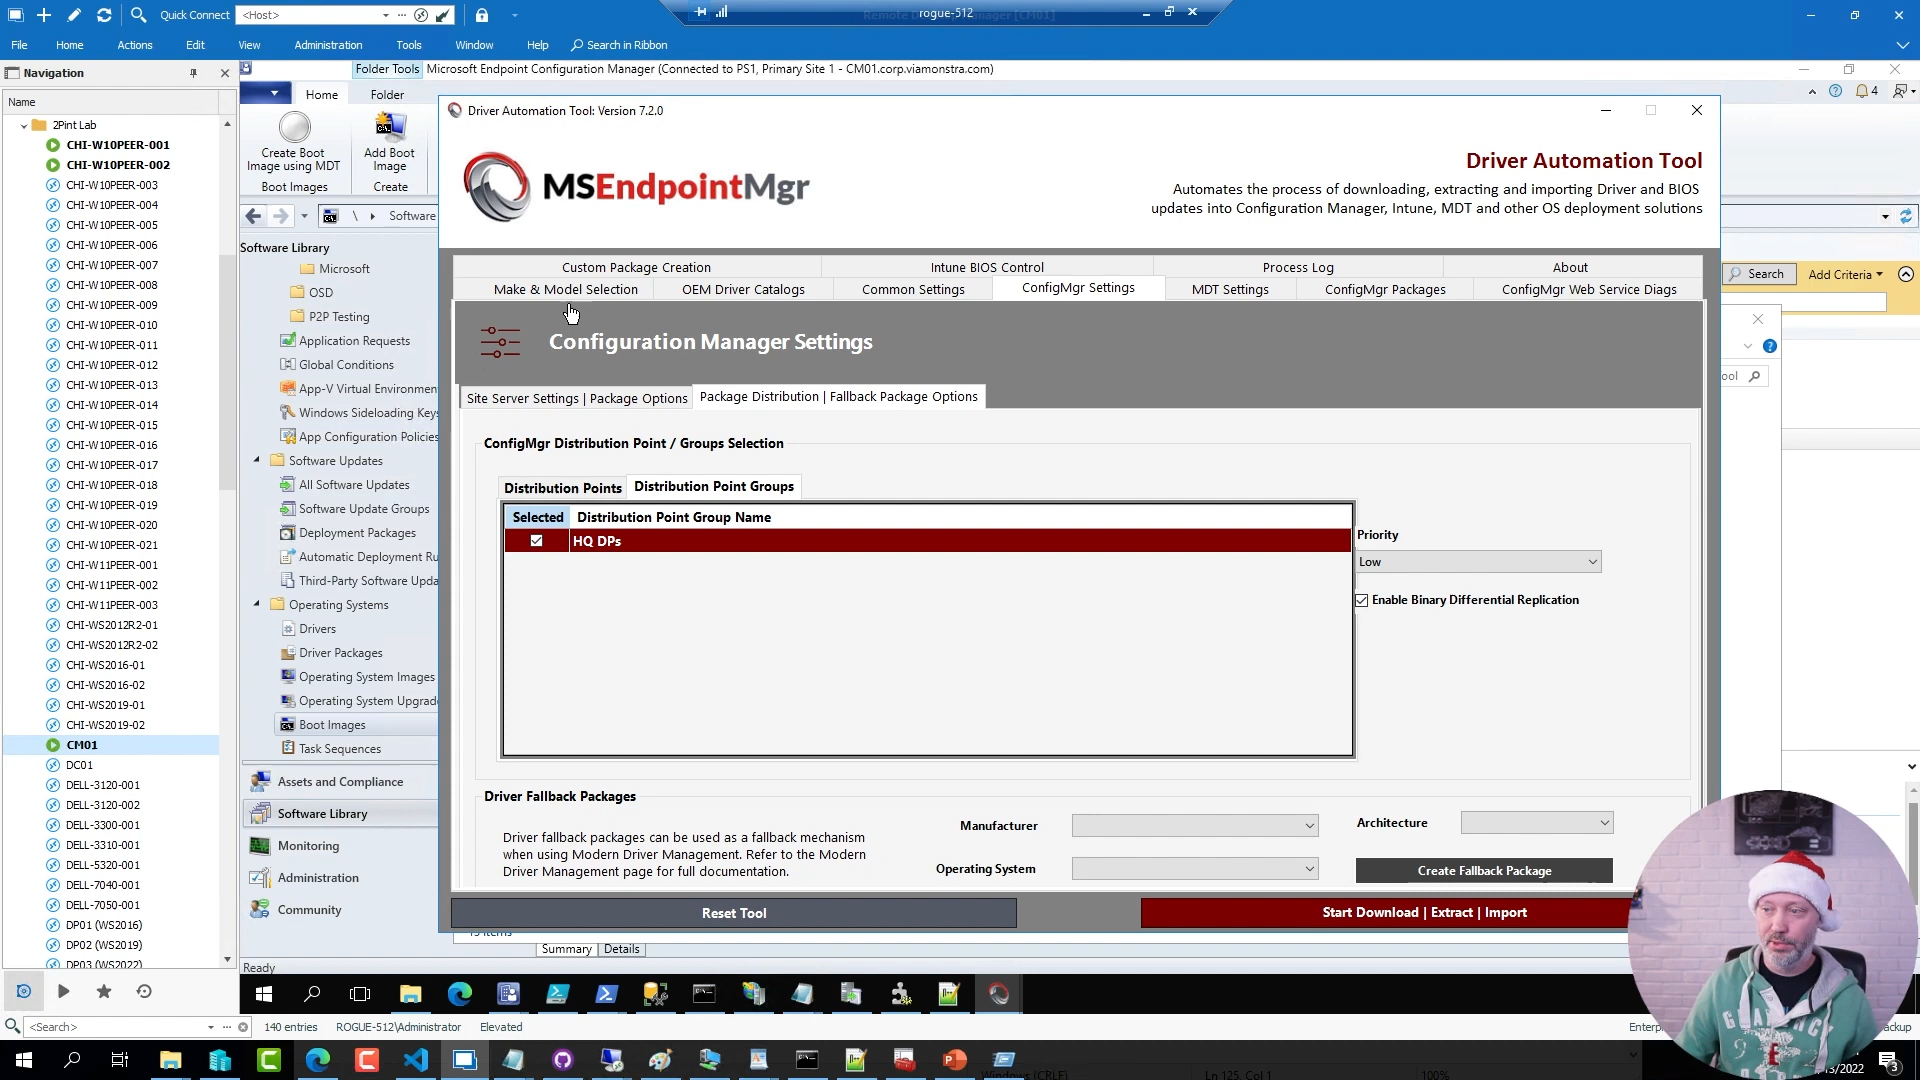 Quick Connect
<Host>
rogue-512
File
Home
Actions
Edit
View
Administration
Tools
Window
Help
Search in Ribbon
Navigation
Name
2Pint Lab
CHI-W10PEER-001
CHI-W10PEER-002
CHI-W10PEER-003
CHI-W10PEER-004
CHI-W10PEER-005
CHI-W10PEER-006
CHI-W10PEER-007
CHI-W10PEER-008
CHI-W10PEER-009
CHI-W10PEER-010
CHI-W10PEER-011
CHI-W10PEER-012
CHI-W10PEER-013
CHI-W10PEER-014
CHI-W10PEER-015
CHI-W10PEER-016
CHI-W10PEER-017
CHI-W10PEER-018
CHI-W10PEER-019
CHI-W10PEER-020
CHI-W10PEER-021
CHI-W11PEER-001
CHI-W11PEER-002
CHI-W11PEER-003
CHI-WS2012R2-01
CHI-WS2012R2-02
CHI-WS2016-01
CHI-WS2016-02
CHI-WS2019-01
CHI-WS2019-02
CM01
DC01
DELL-3120-001
DELL-3120-002
DELL-3300-001
DELL-3310-001
DELL-5320-001
DELL-7040-001
DELL-7050-001
DP01 (WS2016)
DP02 (WS2019)
DP03 (WS2022)
<Search>
140 entries
ROGUE-512\Administrator
Elevated
Folder Tools
Microsoft Endpoint Configuration Manager (Connected to PS1, Primary Site 1 - CM01.corp.viamonstra.com)
Home
Folder
4
Create Boot
Image using MDT
Boot Images
Add Boot
Image
Create
\ Software
Software Library
Microsoft
OSD
P2P Testing
Application Requests
Global Conditions
App-V Virtual Environmen
Windows Sideloading Keys
App Configuration Policies
Software Updates
All Software Updates
Software Update Groups
Deployment Packages
Automatic Deployment Ru
Third-Party Software Upda
Operating Systems
Drivers
Driver Packages
Operating System Images
Operating System Upgrad
Boot Images
Task Sequences
Assets and Compliance
Software Library
Monitoring
Administration
Community
Ready
Search
Add Criteria
ool
Driver Automation Tool: Version 7.2.0
MSEndpointMgr
Driver Automation Tool
Automates the process of downloading, extracting and importing Driver and BIOS
updates into Configuration Manager, Intune, MDT and other OS deployment solutions
Custom Package Creation
Intune BIOS Control
Process Log
About
Make & Model Selection
OEM Driver Catalogs
Common Settings
ConfigMgr Settings
MDT Settings
ConfigMgr Packages
ConfigMgr Web Service Diags
Configuration Manager Settings
Site Server Settings | Package Options
Package Distribution | Fallback Package Options
ConfigMgr Distribution Point / Groups Selection
Distribution Points
Distribution Point Groups
Selected
Distribution Point Group Name
HQ DPs
Priority
Low
Enable Binary Differential Replication
Driver Fallback Packages
Driver fallback packages can be used as a fallback mechanism
when using Modern Driver Management. Refer to the Modern
Driver Management page for full documentation.
Manufacturer
Architecture
Operating System
Create Fallback Package
Reset Tool
Start Download | Extract | Import
Summary
Details
Enterp
ackup
Windows (CRLF)
Ln 125, Col 1
100%
13/2022
3